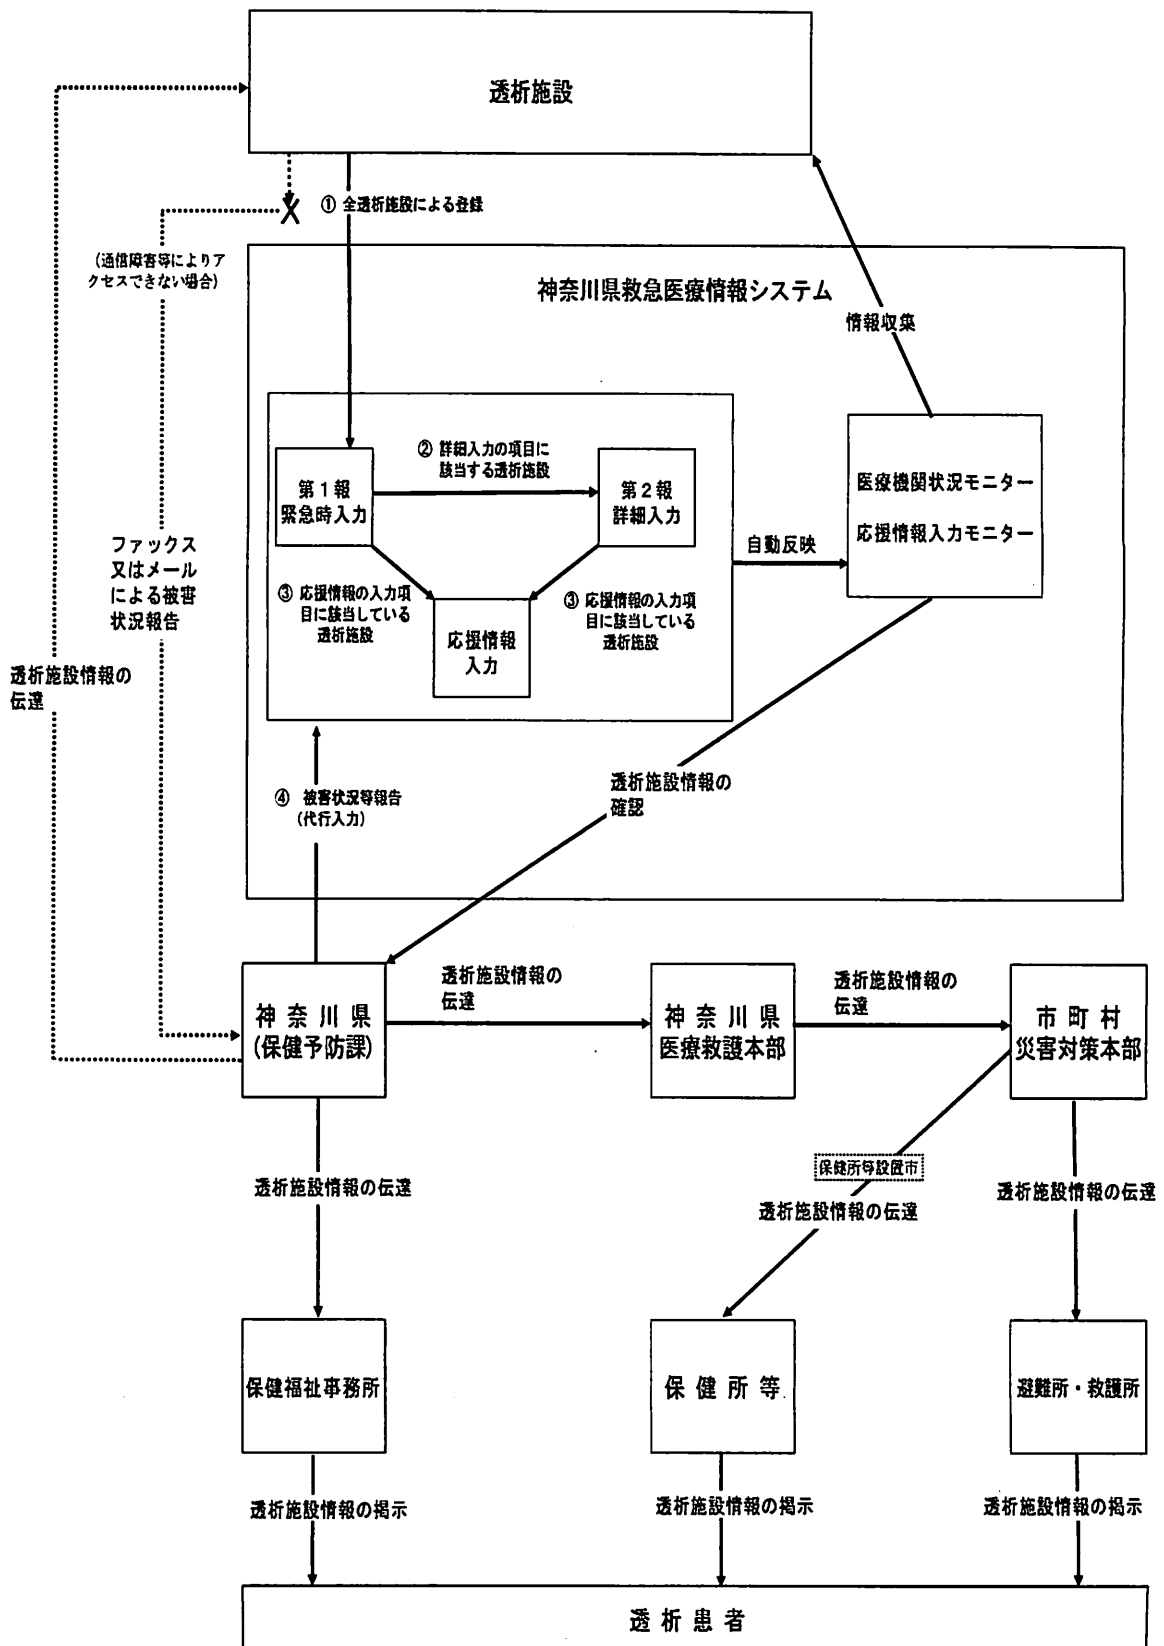 透析施設
① 全透析施設による登録
（通信障害等によりア
クセスできない場合）
神奈川県救急医療情報システム
情報収集
第１報
緊急時入力
② 詳細入力の項目に
該当する透析施設
第２報
詳細入力
医療機関状況モニター
応援情報入力モニター
自動反映
③ 応援情報の入力項
目に該当している
透析施設
③ 応援情報の入力項
目に該当している
透析施設
応援情報
入力
ファックス
又はメール
による被害
状況報告
透析施設情報の
伝達
④ 被害状況等報告
（代行入力）
透析施設情報の
確認
神奈川県
(保健予防課)
透析施設情報の
伝達
神奈川県
医療救護本部
透析施設情報の
伝達
市町村
災害対策本部
透析施設情報の伝達
保健所等設置市
透析施設情報の伝達
透析施設情報の伝達
保健福祉事務所
保健所等
避難所・救護所
透析施設情報の掲示
透析施設情報の掲示
透析施設情報の掲示
透析患者